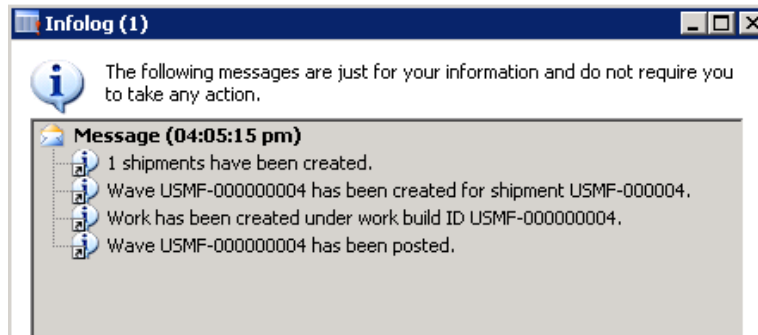 Infolog (1)
The following messages are just for your information and do not require you
to take any action.
Message (04:05:15 pm)
1 shipments have been created.
Wave USMF-000000004 has been created for shipment USMF-000004.
Work has been created under work build ID USMF-000000004.
Wave USMF-000000004 has been posted.